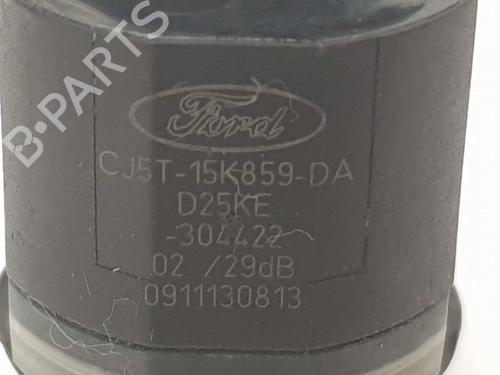 B-PARTS
Ford
CJ5T-15K859-DA
D25KE
-304422
02 /29dB
0911130813